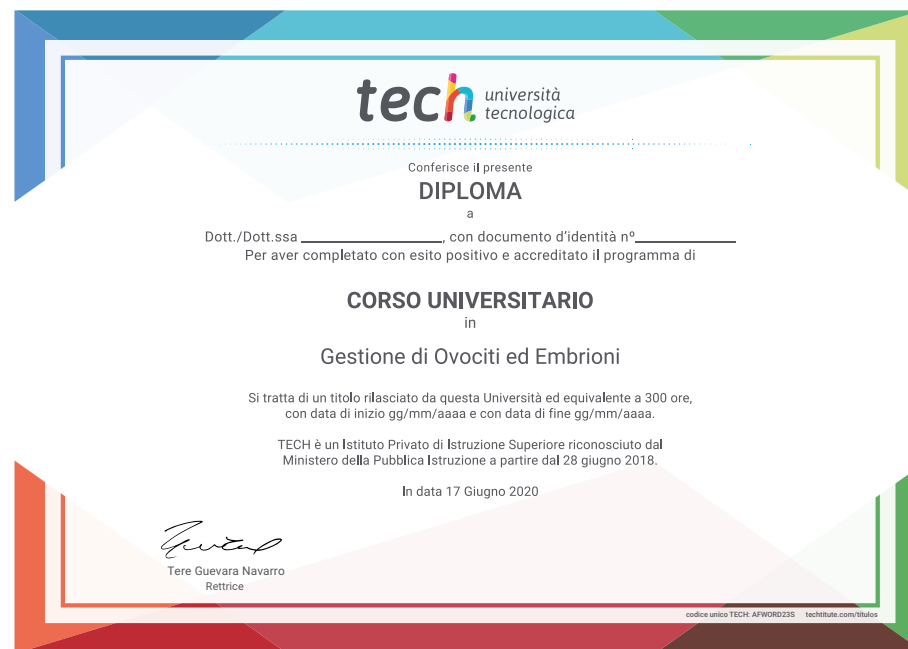 tech università
tecnologica
Conferisce il presente
DIPLOMA
a
Dott./Dott.ssa ____________________, con documento d'identità nº______________
Per aver completato con esito positivo e accreditato il programma di
CORSO UNIVERSITARIO
in
Gestione di Ovociti ed Embrioni
Si tratta di un titolo rilasciato da questa Università ed equivalente a 300 ore,
con data di inizio gg/mm/aaaa e con data di fine gg/mm/aaaa.
TECH è un Istituto Privato di Istruzione Superiore riconosciuto dal
Ministero della Pubblica Istruzione a partire dal 28 giugno 2018.
In data 17 Giugno 2020
Tere Guevara Navarro
Rettrice
codice unico TECH: AFWORD23S techtitute.com/títulos